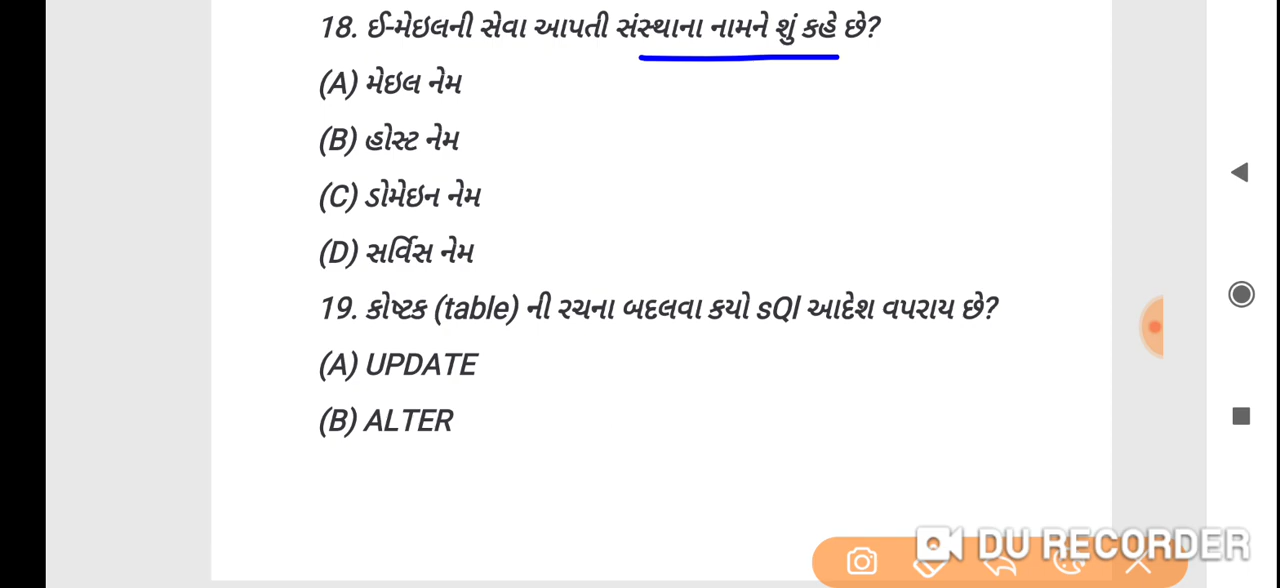 18. ઈ-મેઇલની સેવા આપતી સંસ્થાના નામને શું કહે છે?
(A) મેઇલ નેમ
(B) હોસ્ટ નેમ
(C) ડોમેઇન નેમ
(D) સર્વિસ નેમ
19. કોષ્ટક (table) ની રચના બદલવા કયો sQl આદેશ વપરાય છે?
(A) UPDATE
(B) ALTER
DU RECORDER